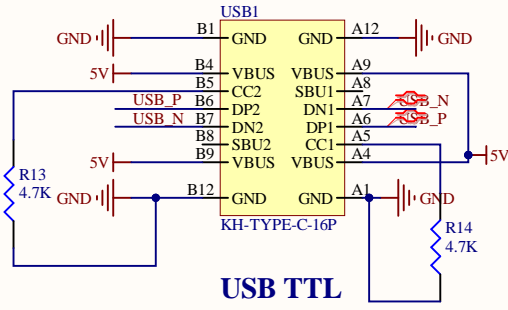 USB1
GND B1 GND GND A12 GND
5V B4 VBUS VBUS A9
B5 CC2 SBU1 A8
USB_P B6 DP2 DN1 A7 USB_N
USB_N B7 DN2 DP1 A6 USB_P
B8 SBU2 CC1 A5
5V B9 VBUS VBUS A4 5V
R13
4.7K
GND B12 GND GND A1 GND
KH-TYPE-C-16P
R14
4.7K
USB TTL